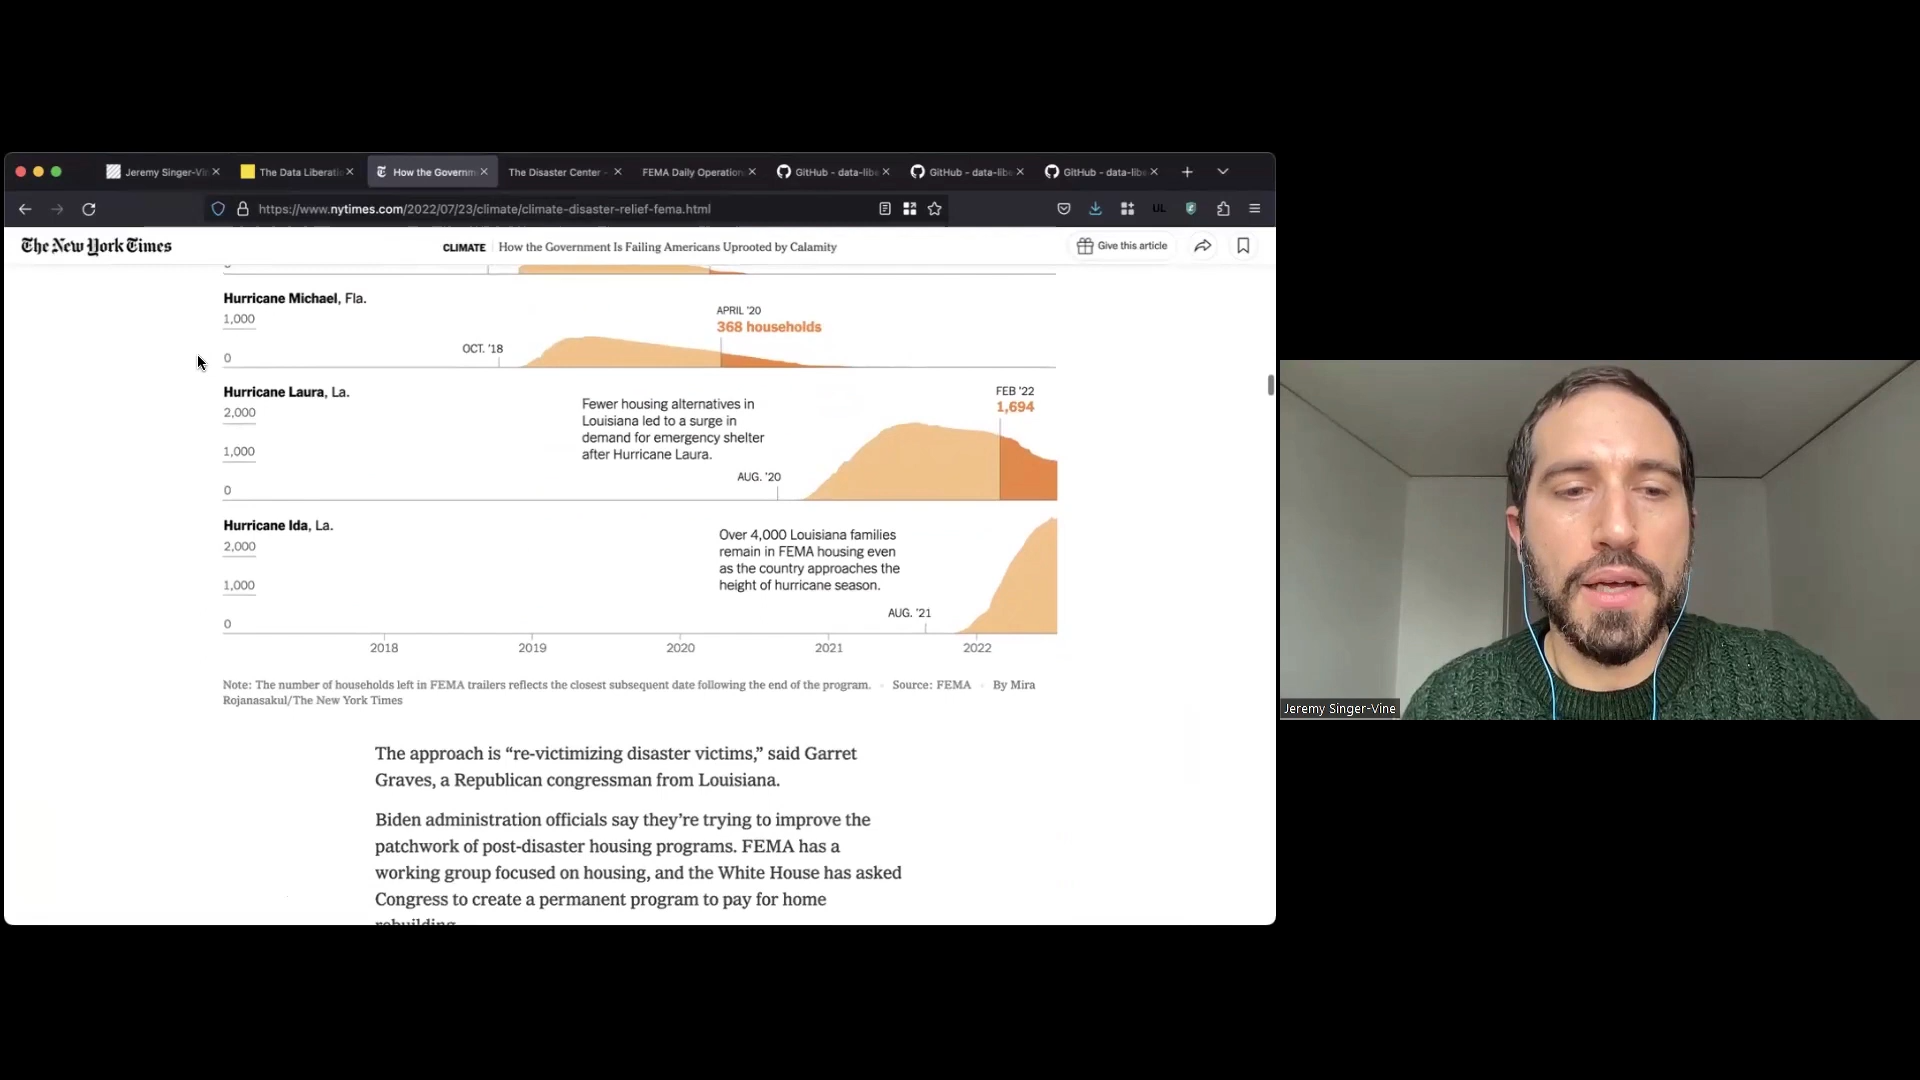 Jeremy Singer-Vin
The Data Liberati
How the Governm
The Disaster Center -
FEMA Daily Operation
GitHub - data-libe
GitHub - data-libe
GitHub - data-libe
https://www.nytimes.com/2022/07/23/climate/climate-disaster-relief-fema.html
UL
The New York Times
CLIMATE | How the Government Is Failing Americans Uprooted by Calamity
Give this article
Hurricane Michael, Fla.
1,000
0
OCT. '18
APRIL '20
368 households
Hurricane Laura, La.
2,000
1,000
0
Fewer housing alternatives in
Louisiana led to a surge in
demand for emergency shelter
after Hurricane Laura.
AUG. '20
FEB '22
1,694
Hurricane Ida, La.
2,000
1,000
0
Over 4,000 Louisiana families
remain in FEMA housing even
as the country approaches the
height of hurricane season.
AUG. '21
2018
2019
2020
2021
2022
Note: The number of households left in FEMA trailers reflects the closest subsequent date following the end of the program. • Source: FEMA • By Mira
Rojanasakul/The New York Times
The approach is “re-victimizing disaster victims,” said Garret
Graves, a Republican congressman from Louisiana.
Biden administration officials say they’re trying to improve the
patchwork of post-disaster housing programs. FEMA has a
working group focused on housing, and the White House has asked
Congress to create a permanent program to pay for home
rebuilding.
Jeremy Singer-Vine